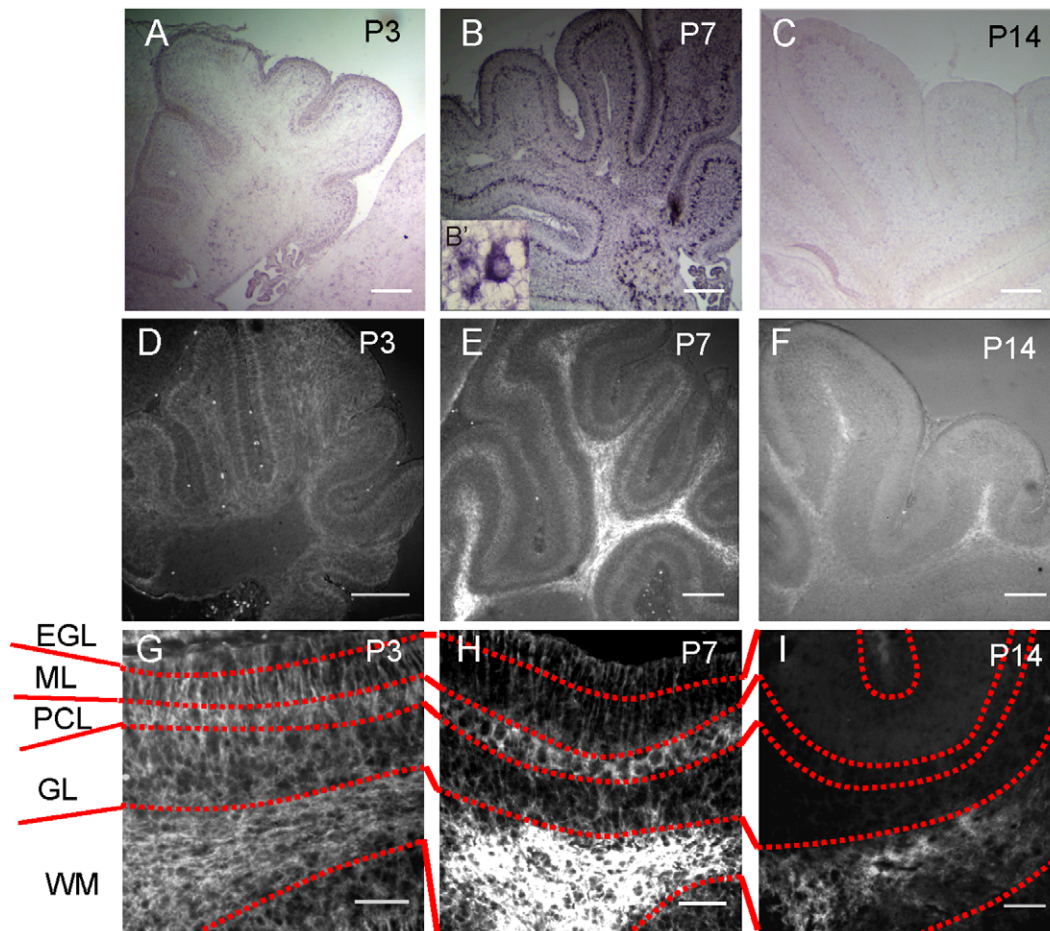 A P3
B P7
C P14
B'
D P3
E P7
F P14
EGL
ML
PCL
GL
WM
G P3
H P7
I P14